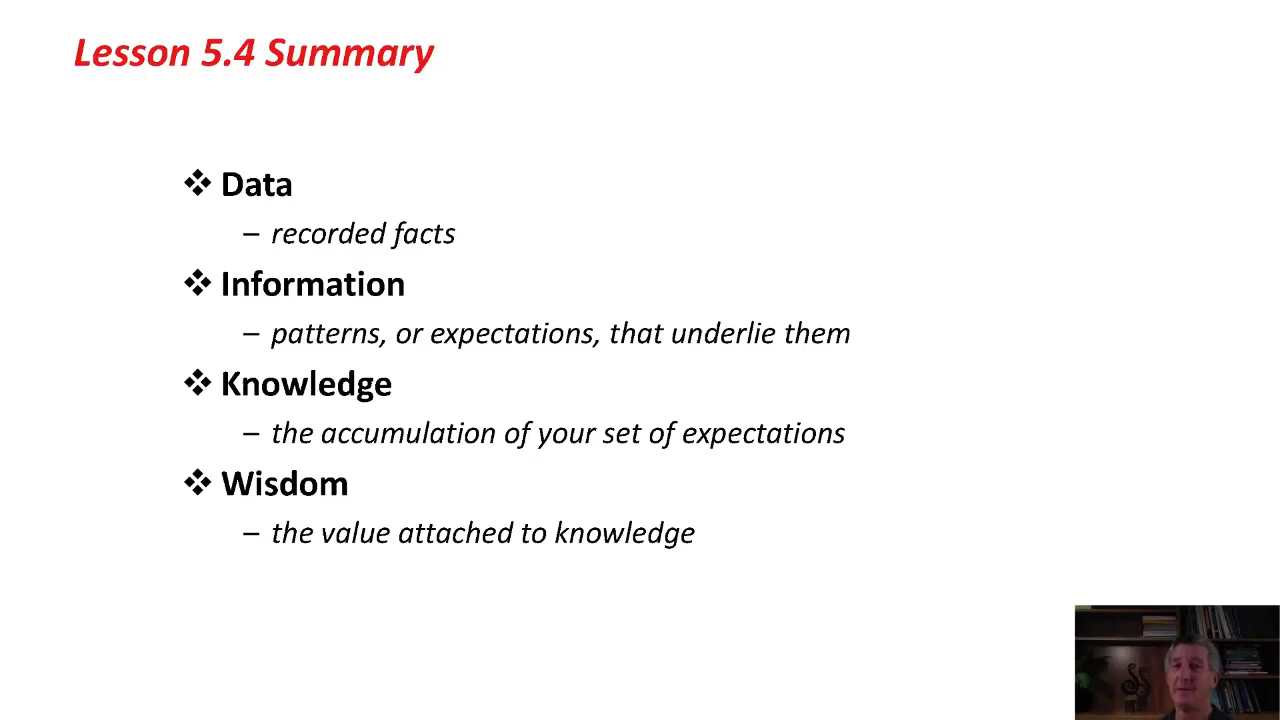 Lesson 5.4 Summary
❖ Data
– recorded facts
❖ Information
– patterns, or expectations, that underlie them
❖ Knowledge
– the accumulation of your set of expectations
❖ Wisdom
– the value attached to knowledge